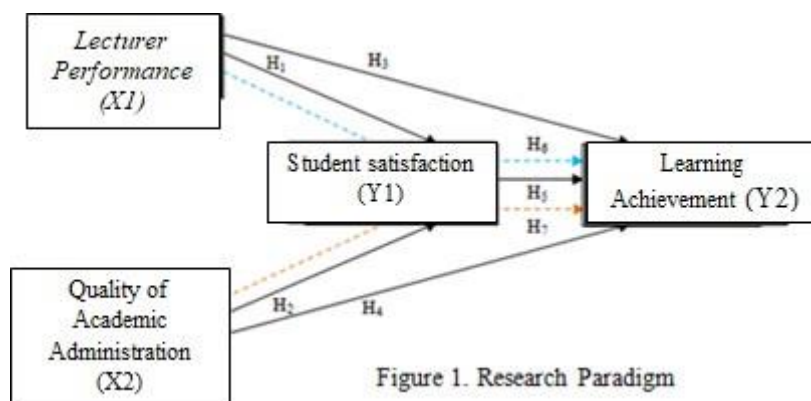 Lecturer
Performance
(X1)
H₁
H₃
Student satisfaction
(Y1)
H₆
H₅
H₇
Learning
Achievement (Y2)
Quality of
Academic
Administration
(X2)
H₂
H₄
Figure 1. Research Paradigm